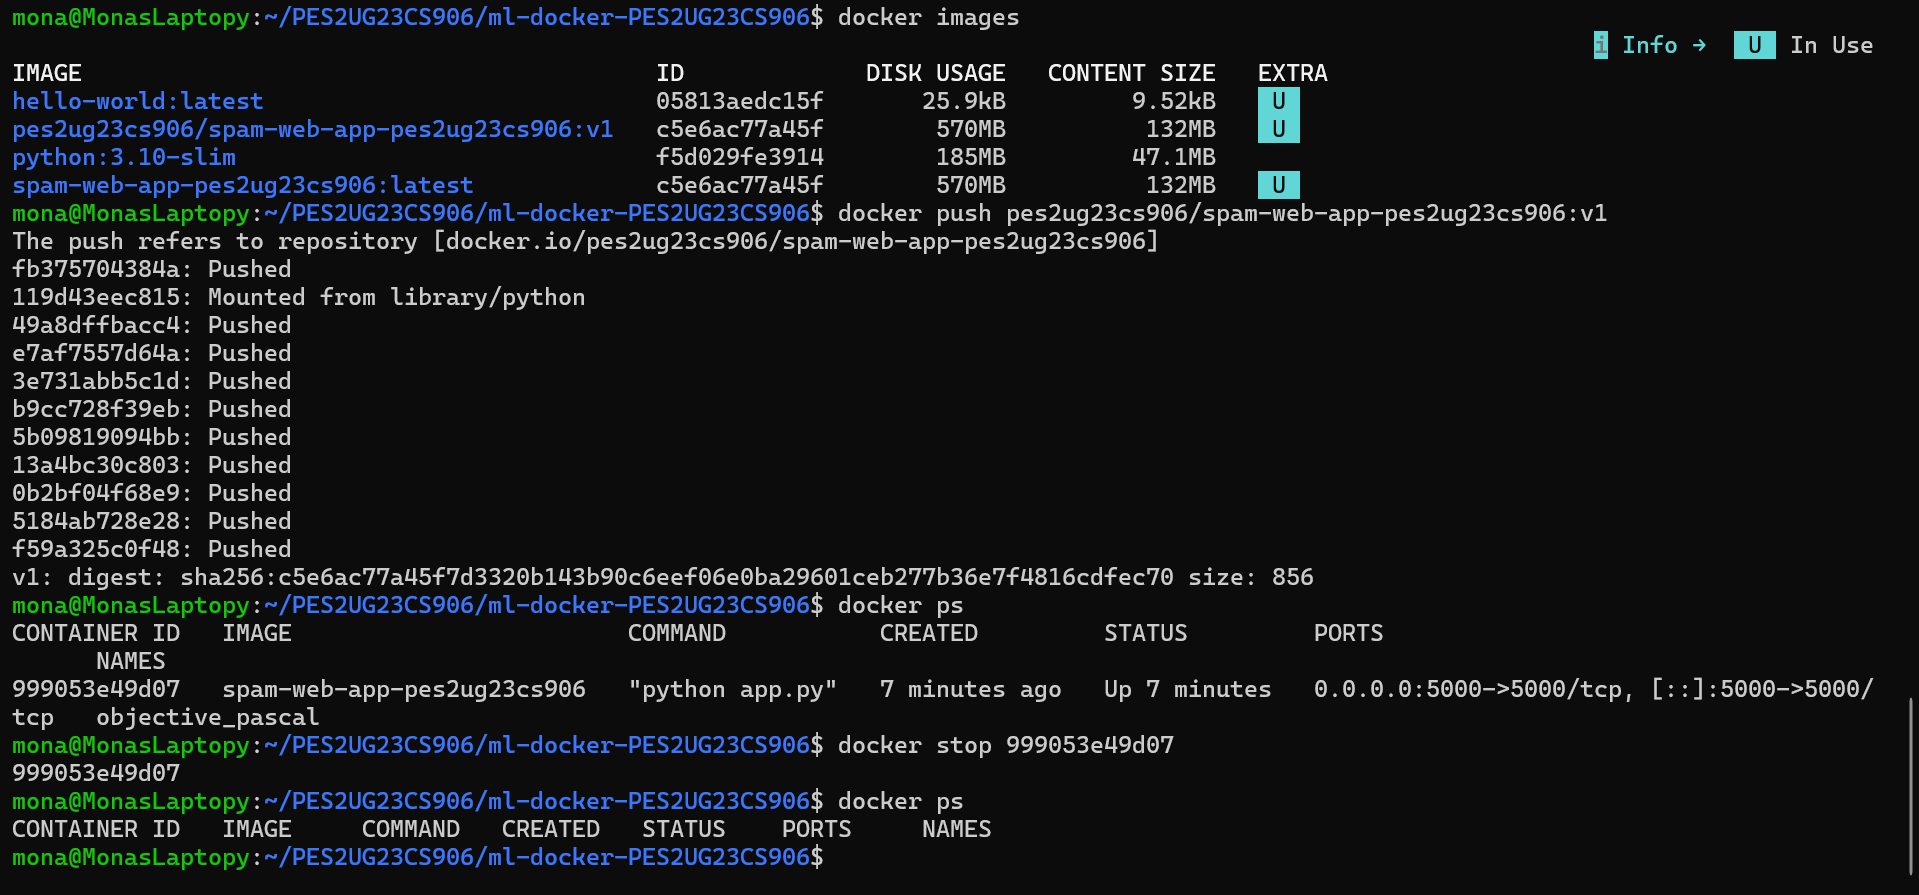 mona@MonasLaptopy:~/PES2UG23CS906/ml-docker-PES2UG23CS906$ docker images
i Info → U In Use
IMAGE ID DISK USAGE CONTENT SIZE EXTRA
hello-world:latest 05813aedc15f 25.9kB 9.52kB U
pes2ug23cs906/spam-web-app-pes2ug23cs906:v1 c5e6ac77a45f 570MB 132MB U
python:3.10-slim f5d029fe3914 185MB 47.1MB
spam-web-app-pes2ug23cs906:latest c5e6ac77a45f 570MB 132MB U
mona@MonasLaptopy:~/PES2UG23CS906/ml-docker-PES2UG23CS906$ docker push pes2ug23cs906/spam-web-app-pes2ug23cs906:v1
The push refers to repository [docker.io/pes2ug23cs906/spam-web-app-pes2ug23cs906]
fb375704384a: Pushed
119d43eec815: Mounted from library/python
49a8dffbacc4: Pushed
e7af7557d64a: Pushed
3e731abb5c1d: Pushed
b9cc728f39eb: Pushed
5b09819094bb: Pushed
13a4bc30c803: Pushed
0b2bf04f68e9: Pushed
5184ab728e28: Pushed
f59a325c0f48: Pushed
v1: digest: sha256:c5e6ac77a45f7d3320b143b90c6eef06e0ba29601ceb277b36e7f4816cdfec70 size: 856
mona@MonasLaptopy:~/PES2UG23CS906/ml-docker-PES2UG23CS906$ docker ps
CONTAINER ID IMAGE COMMAND CREATED STATUS PORTS
NAMES
999053e49d07 spam-web-app-pes2ug23cs906 "python app.py" 7 minutes ago Up 7 minutes 0.0.0.0:5000->5000/tcp, [::]:5000->5000/
tcp objective_pascal
mona@MonasLaptopy:~/PES2UG23CS906/ml-docker-PES2UG23CS906$ docker stop 999053e49d07
999053e49d07
mona@MonasLaptopy:~/PES2UG23CS906/ml-docker-PES2UG23CS906$ docker ps
CONTAINER ID IMAGE COMMAND CREATED STATUS PORTS NAMES
mona@MonasLaptopy:~/PES2UG23CS906/ml-docker-PES2UG23CS906$